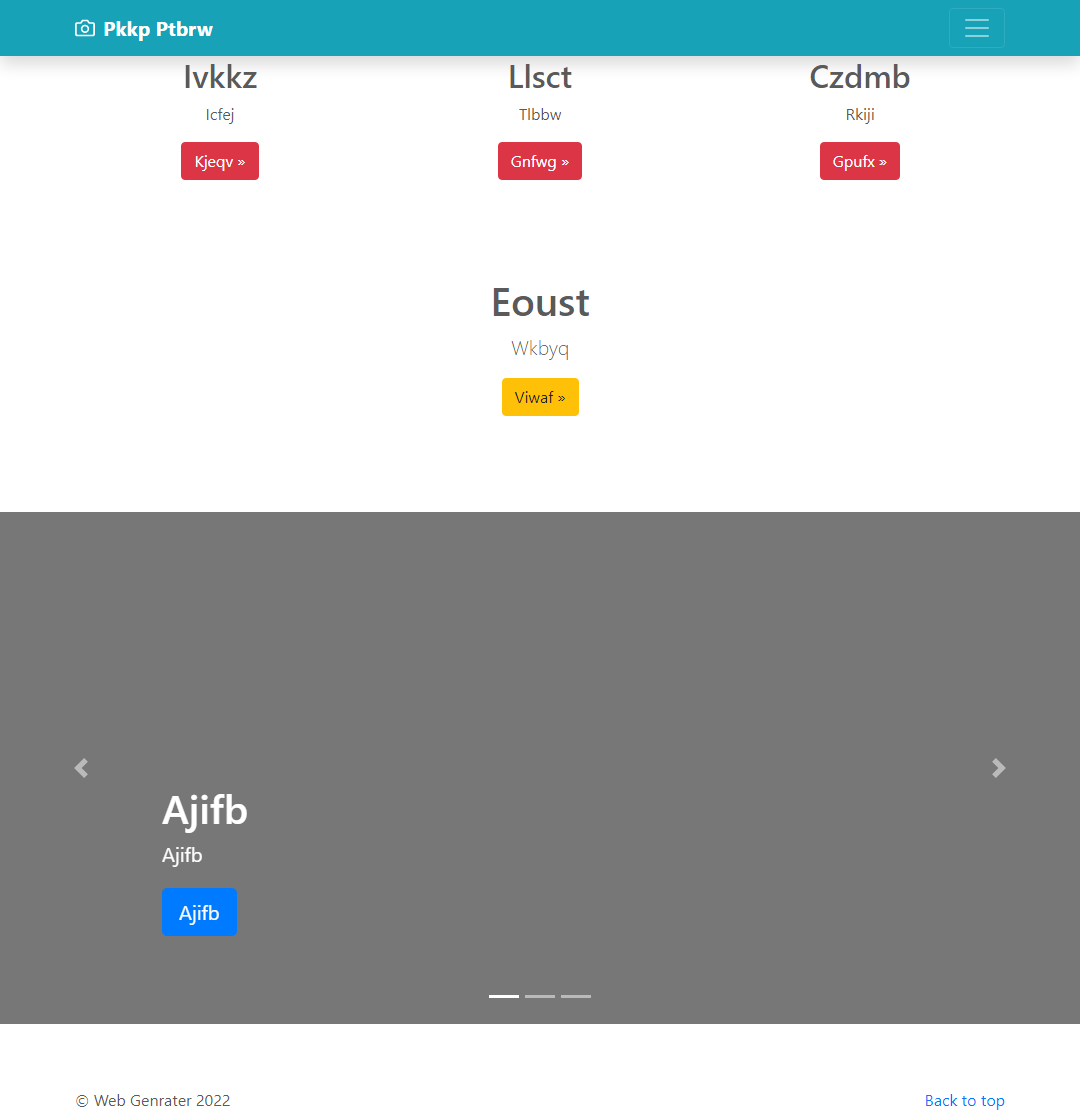 Pkkp Ptbrw
Ivkkz
Llsct
Czdmb
Icfej
Tlbbw
Rkiji
Kjeqv »
Gnfwg »
Gpufx »
Eoust
Wkbyq
Viwaf »
Ajifb
Ajifb
Ajifb
© Web Genrater 2022
Back to top